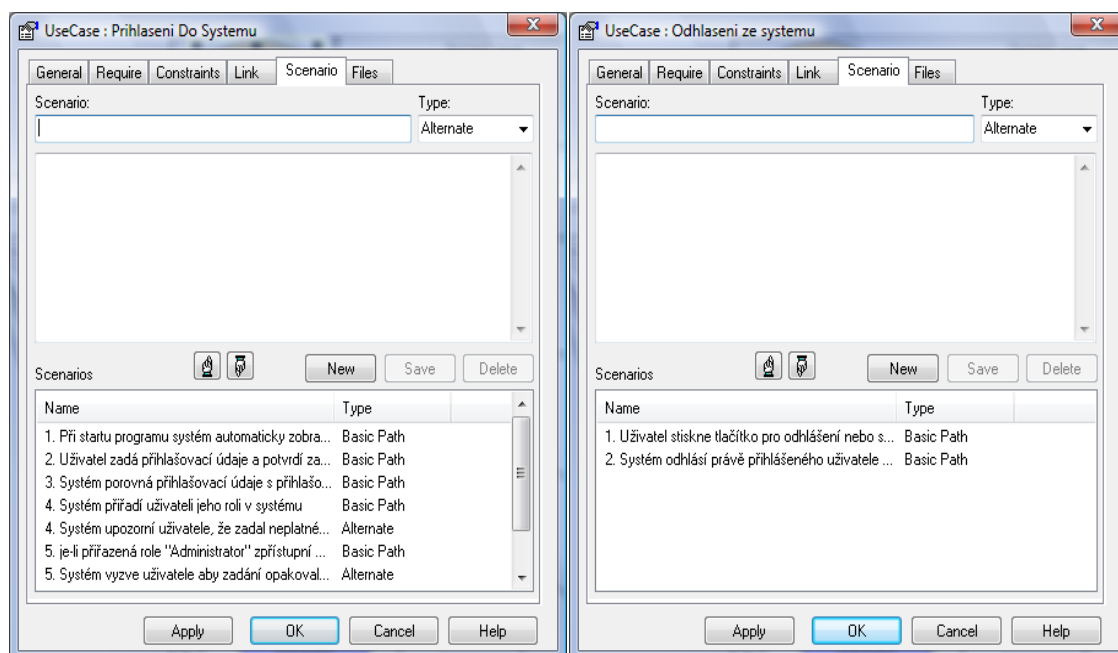 UseCase : Prihlaseni Do Systemu
General Require Constraints Link Scenario Files
Scenario: Type:
Alternate
Scenarios New Save Delete
Name Type
1. Při startu programu systém automaticky zobra... Basic Path
2. Uživatel zadá přihlašovací údaje a potvrdí za... Basic Path
3. Systém porovná přihlašovací údaje s přihlašo... Basic Path
4. Systém přiřadí uživateli jeho roli v systému Basic Path
4. Systém upozorní uživatele, že zadal neplatné... Alternate
5. je-li přiřazená role "Administrator" zpřístupní ... Basic Path
5. Systém vyzve uživatele aby zadání opakoval... Alternate
Apply OK Cancel Help
UseCase : Odhlaseni ze systemu
General Require Constraints Link Scenario Files
Scenario: Type:
Alternate
Scenarios New Save Delete
Name Type
1. Uživatel stiskne tlačítko pro odhlášení nebo s... Basic Path
2. Systém odhlásí právě přihlášeného uživatele ... Basic Path
Apply OK Cancel Help